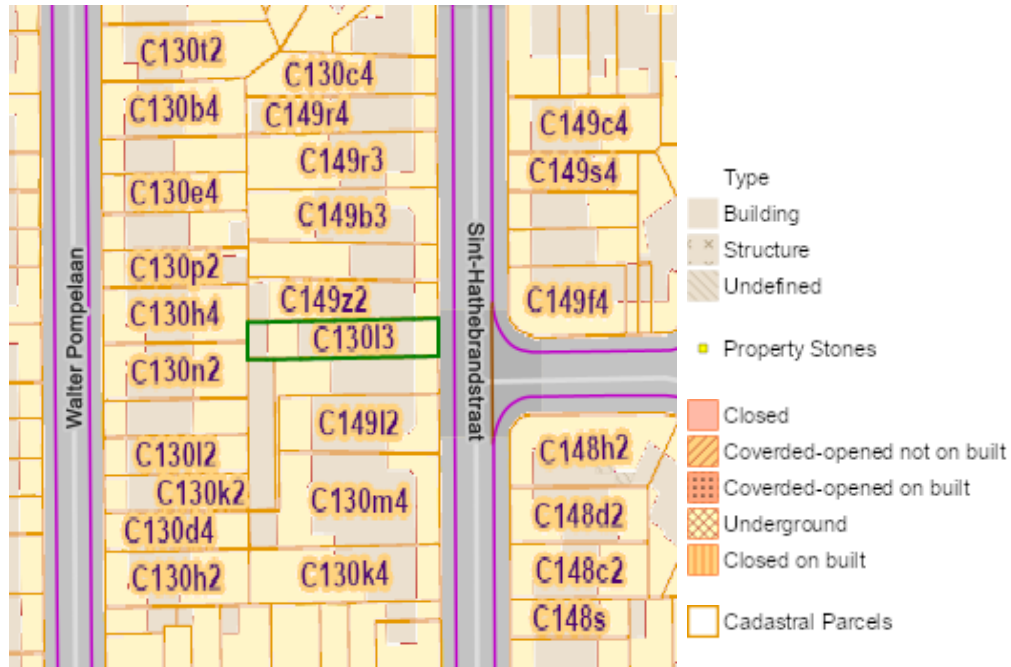 C130t2
C130c4
C130b4
C149r4
C149c4
C149r3
C149s4
C130e4
C149b3
C130p2
C149z2
C149f4
C130h4
C130l3
C130n2
C149l2
C130l2
C148h2
C130k2
C130m4
C148d2
C130d4
C130h2
C130k4
C148c2
C148s
Walter Pompelaan
Sint-Hathebrandstraat
Type
Building
Structure
Undefined
Property Stones
Closed
Coverded-opened not on built
Coverded-opened on built
Underground
Closed on built
Cadastral Parcels